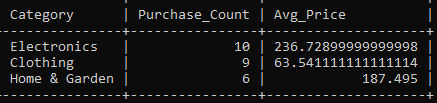 Category | Purchase_Count | Avg_Price |
Electronics | 10 | 236.72899999999998 |
Clothing | 9 | 63.541111111111114 |
Home & Garden | 6 | 187.495 |